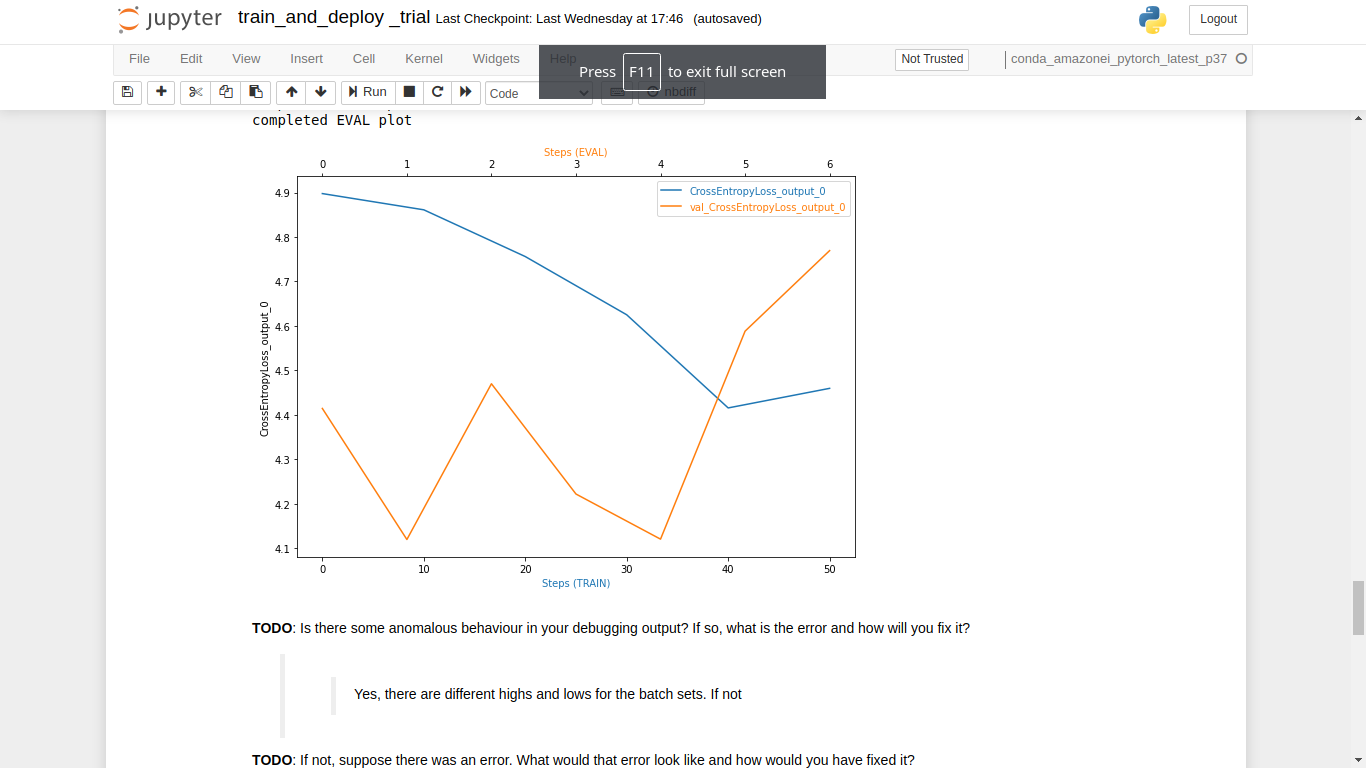 jupyter train_and_deploy _trial Last Checkpoint: Last Wednesday at 17:46 (autosaved) Logout
File Edit View Insert Cell Kernel Widgets Help Not Trusted conda_amazonei_pytorch_latest_p37
Press F11 to exit full screen
Run Code nbdiff
completed EVAL plot
Steps (EVAL)
0 1 2 3 4 5 6
CrossEntropyLoss_output_0
val_CrossEntropyLoss_output_0
4.9
4.8
4.7
4.6
4.5
4.4
4.3
4.2
4.1
CrossEntropyLoss_output_0
0 10 20 30 40 50
Steps (TRAIN)
TODO: Is there some anomalous behaviour in your debugging output? If so, what is the error and how will you fix it?
Yes, there are different highs and lows for the batch sets. If not
TODO: If not, suppose there was an error. What would that error look like and how would you have fixed it?